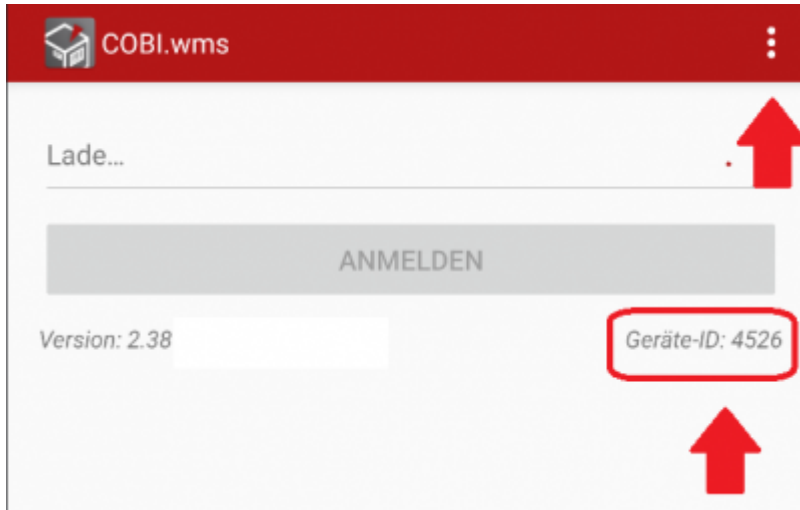 COBI.wms
Lade...
ANMELDEN
Version: 2.38
Geräte-ID: 4526